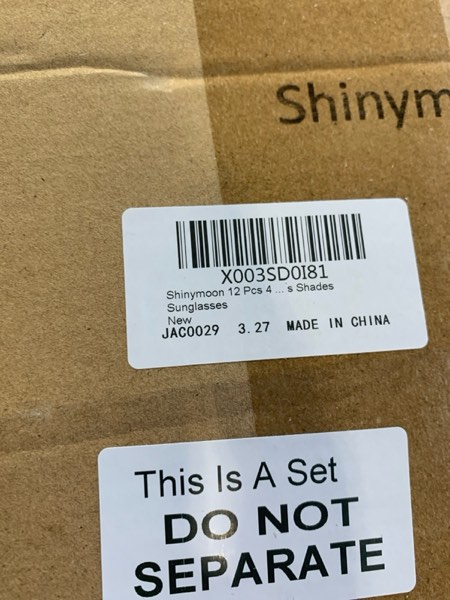 Shinym
X003SD0I81
Shinymoon 12 Pcs 4 ... s Shades
Sunglasses
New
JAC0029 3.27 MADE IN CHINA
This Is A Set
DO NOT
SEPARATE